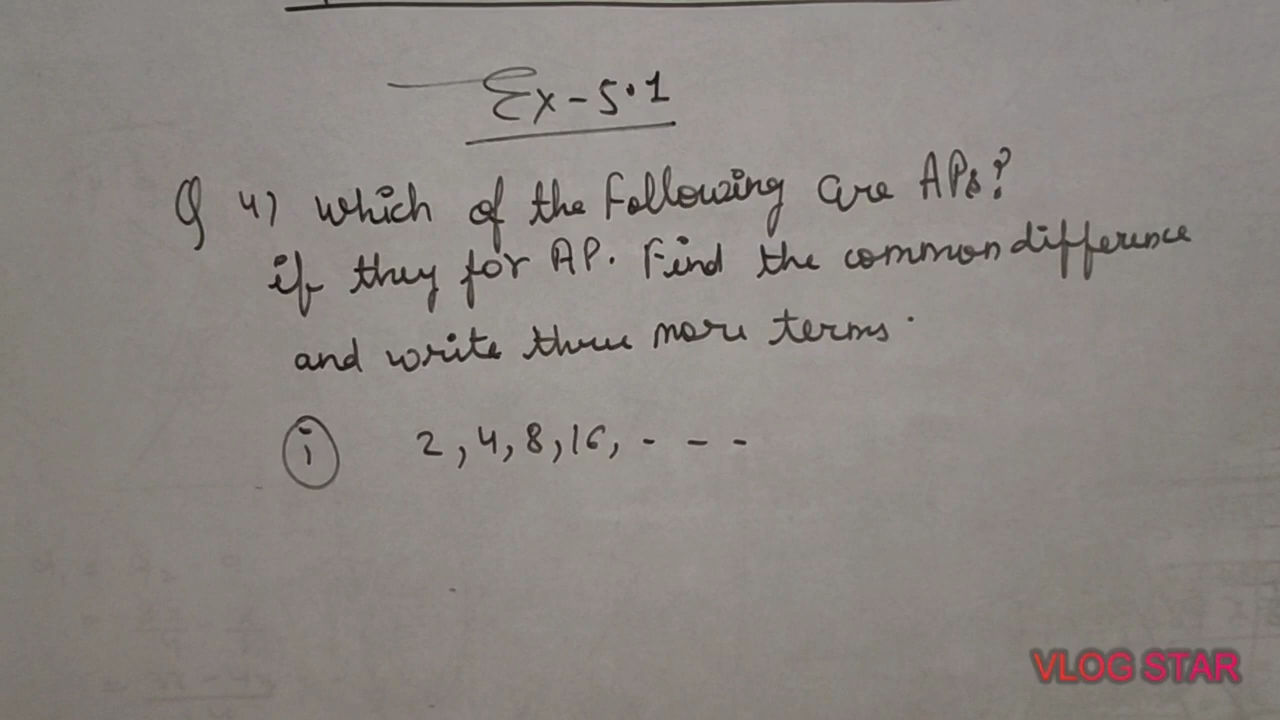 Ex-5.1
Q 4) which of the following are APs?
if they for AP. Find the common difference
and write three more terms.
i 2, 4, 8, 16, - - -
VLOG STAR